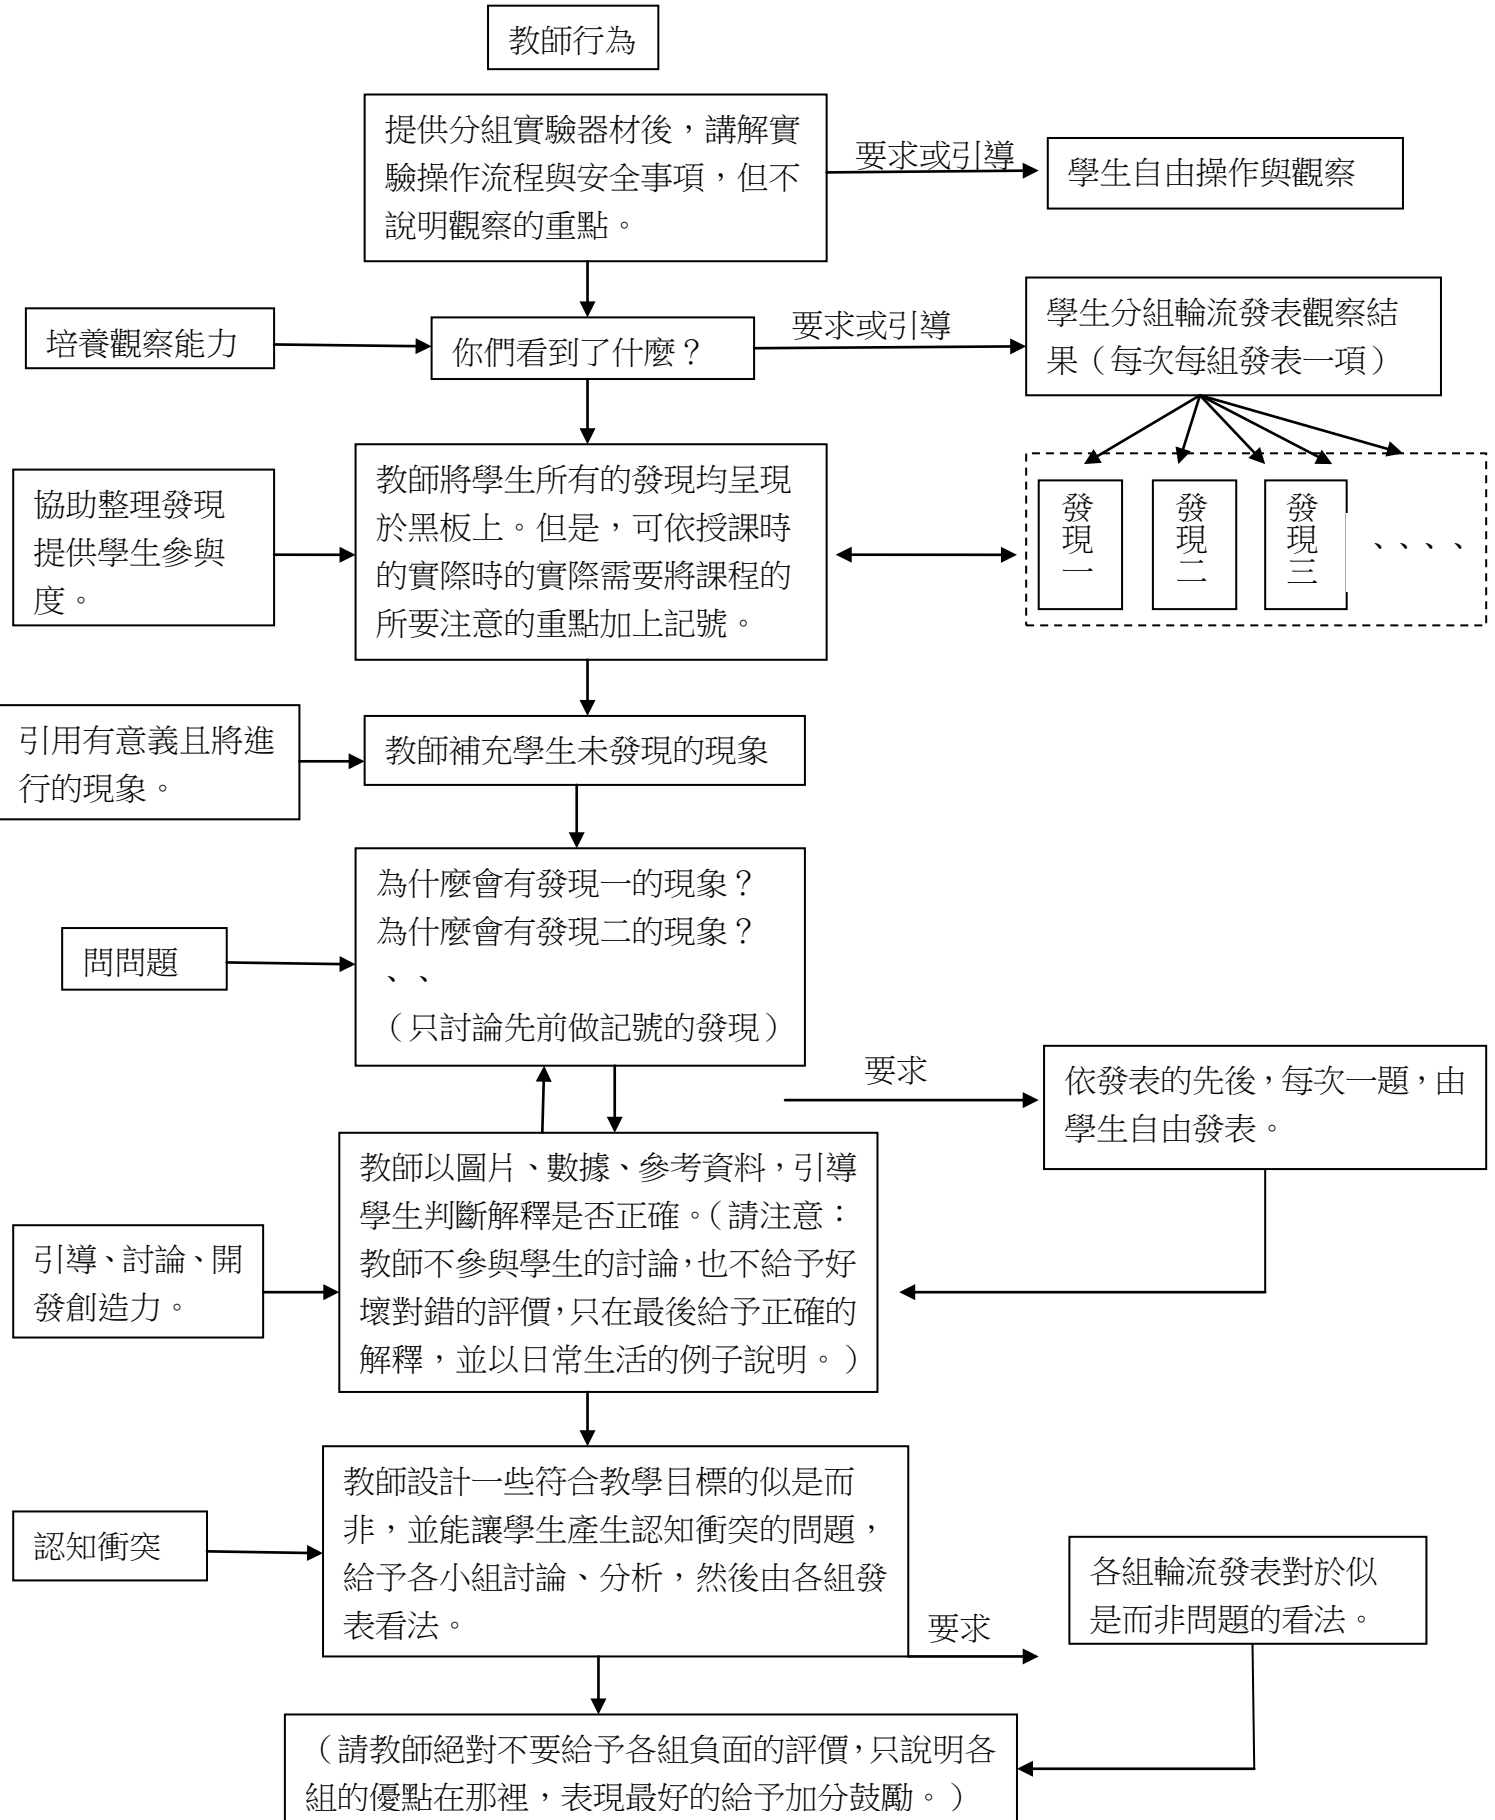 教師行為
提供分組實驗器材後，講解實
驗操作流程與安全事項，但不
說明觀察的重點。
要求或引導
學生自由操作與觀察
培養觀察能力
你們看到了什麼？
要求或引導
學生分組輪流發表觀察結
果（每次每組發表一項）
協助整理發現
提供學生參與
度。
教師將學生所有的發現均呈現
於黑板上。但是，可依授課時
的實際時的實際需要將課程的
所要注意的重點加上記號。
發現一
發現二
發現三
、、、、
引用有意義且將進
行的現象。
教師補充學生未發現的現象
問問題
為什麼會有發現一的現象？
為什麼會有發現二的現象？
、、
（只討論先前做記號的發現）
要求
依發表的先後，每次一題，由
學生自由發表。
引導、討論、開
發創造力。
教師以圖片、數據、參考資料，引導
學生判斷解釋是否正確。（請注意：
教師不參與學生的討論，也不給予好
壞對錯的評價，只在最後給予正確的
解釋，並以日常生活的例子說明。）
認知衝突
教師設計一些符合教學目標的似是而
非，並能讓學生產生認知衝突的問題，
給予各小組討論、分析，然後由各組發
表看法。
要求
各組輪流發表對於似
是而非問題的看法。
（請教師絕對不要給予各組負面的評價，只說明各
組的優點在那裡，表現最好的給予加分鼓勵。）